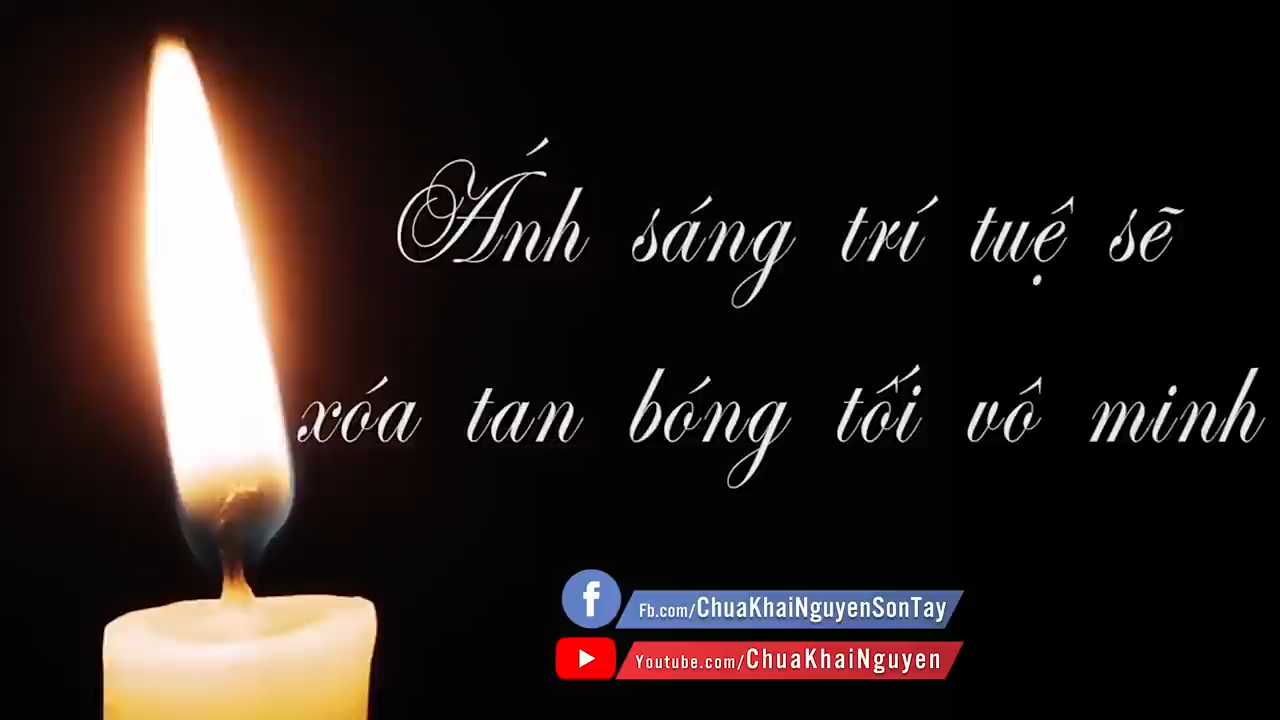 Ánh sáng trí tuệ sẽ
xóa tan bóng tối vô minh
Fb.com/ChuaKhaiNguyenSonTay
Youtube.com/ChuaKhaiNguyen